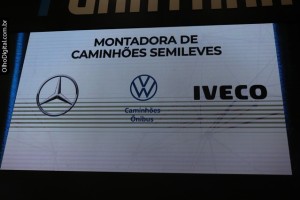 MONTADORA DE
CAMINHÕES SEMILEVES
IVECO
Caminhões
Ônibus
OlhoDigital.com.br